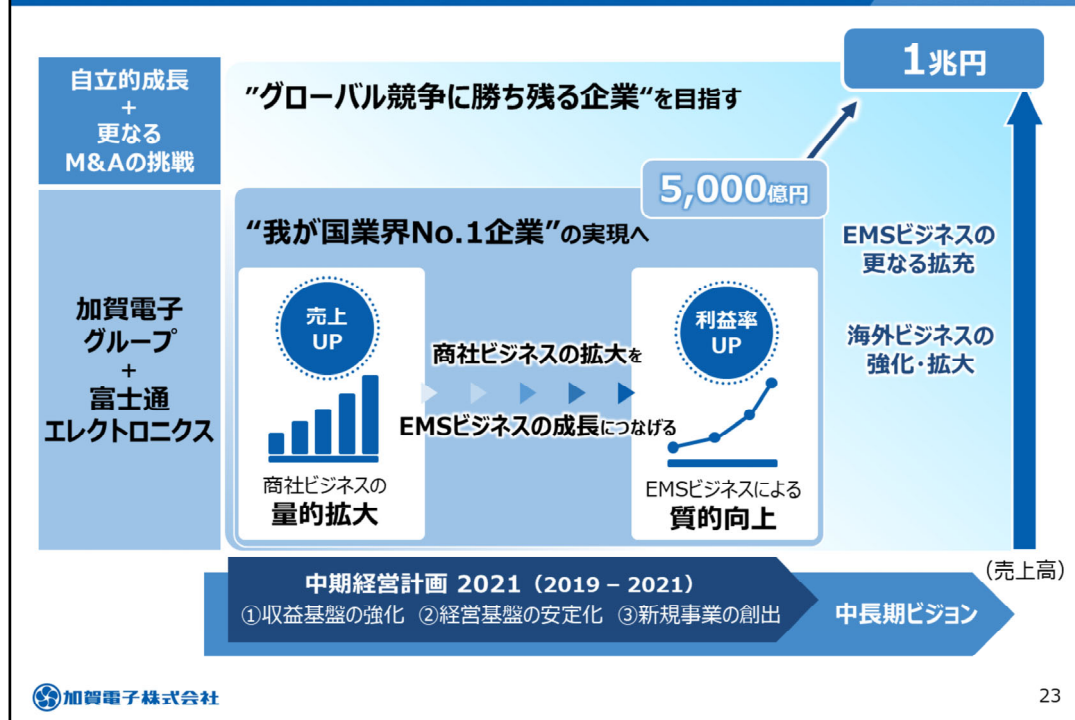 自立的成長
+
更なる
M&Aの挑戦
”グローバル競争に勝ち残る企業“を目指す
1兆円
5,000億円
加賀電子
グループ
+
富士通
エレクトロニクス
“我が国業界No.1企業”の実現へ
売上
UP
商社ビジネスの
量的拡大
商社ビジネスの拡大を
EMSビジネスの成長につなげる
利益率
UP
EMSビジネスによる
質的向上
EMSビジネスの
更なる拡充
海外ビジネスの
強化・拡大
(売上高)
中期経営計画 2021(2019 – 2021)
①収益基盤の強化 ②経営基盤の安定化 ③新規事業の創出
中長期ビジョン
加賀電子株式会社
23